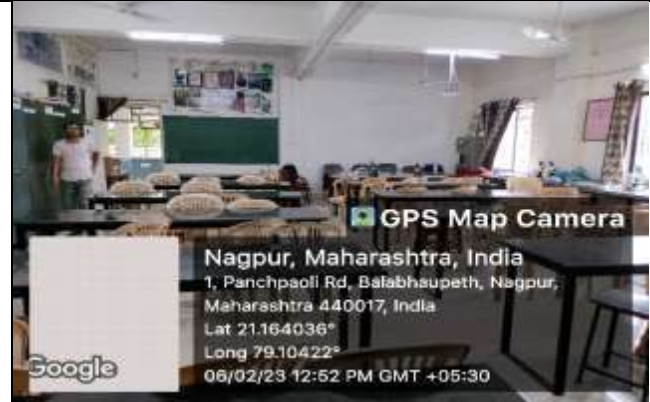 GPS Map Camera
Nagpur, Maharashtra, India
1, Panchpaoli Rd, Balabhaupeth, Nagpur,
Maharashtra 440017, India
Lat 21.164036°
Long 79.10422°
06/02/23 12:52 PM GMT +05:30
Google